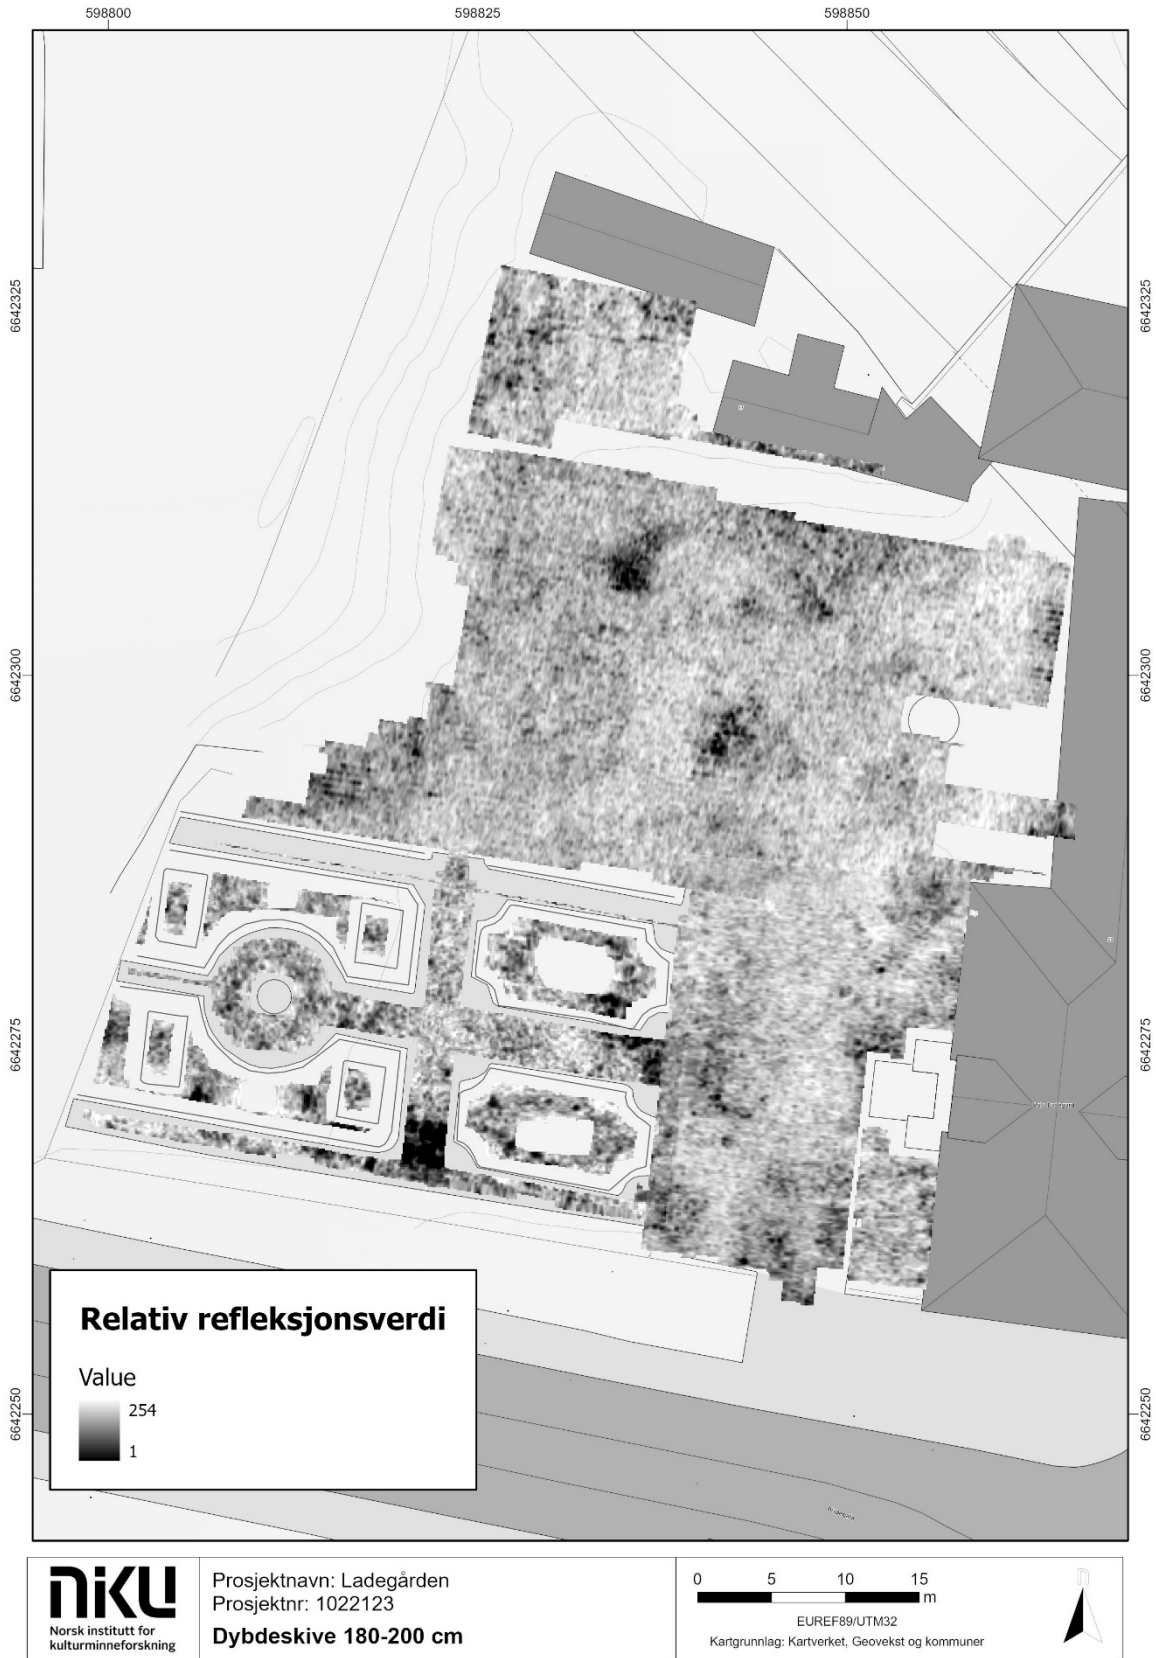 598800
598825
598850
6642325
6642325
6642300
6642300
6642275
6642275
6642250
6642250
Relativ refleksjonsverdi
Value
254
1
NIKU
Norsk institutt for
kulturminneforskning
Prosjektnavn: Ladegården
Prosjektnr: 1022123
Dybdeskive 180-200 cm
0 5 10 15
m
EUREF89/UTM32
Kartgrunnlag: Kartverket, Geovekst og kommuner
n